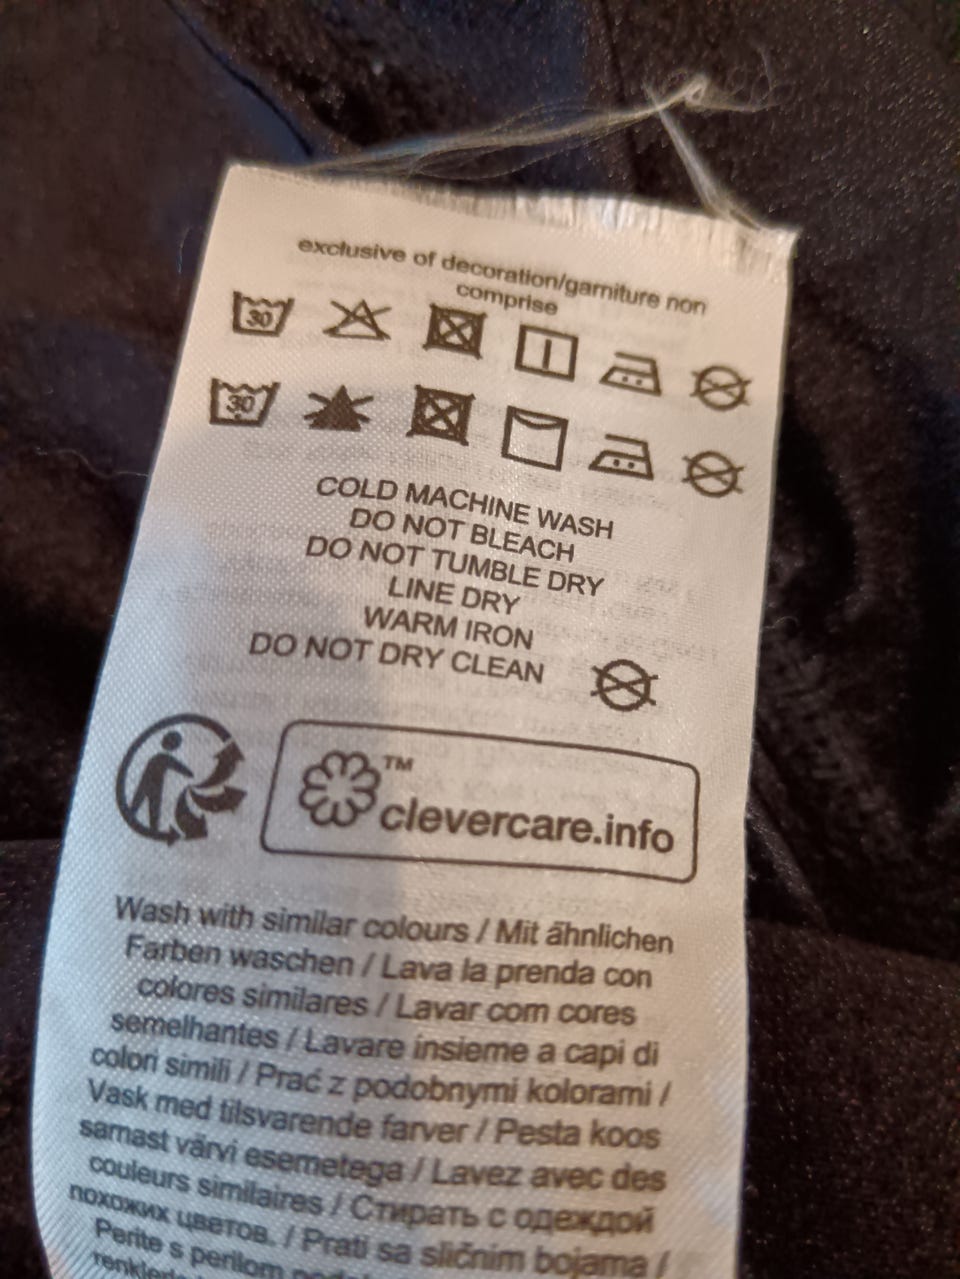 exclusive of decoration/garniture non
comprise
30
30
COLD MACHINE WASH
DO NOT BLEACH
DO NOT TUMBLE DRY
LINE DRY
WARM IRON
DO NOT DRY CLEAN
TM
clevercare.info
Wash with similar colours / Mit ähnlichen
Farben waschen / Lava la prenda con
colores similares / Lavar com cores
semelhantes / Lavare insieme a capi di
colori simili / Prać z podobnymi kolorami /
Vask med tilsvarende farver / Pesta koos
samast värvi esemetega / Lavez avec des
couleurs similaires / Стирать с одеждой
похожих цветов. / Prati sa sličnim bojama /
Perite s perilom